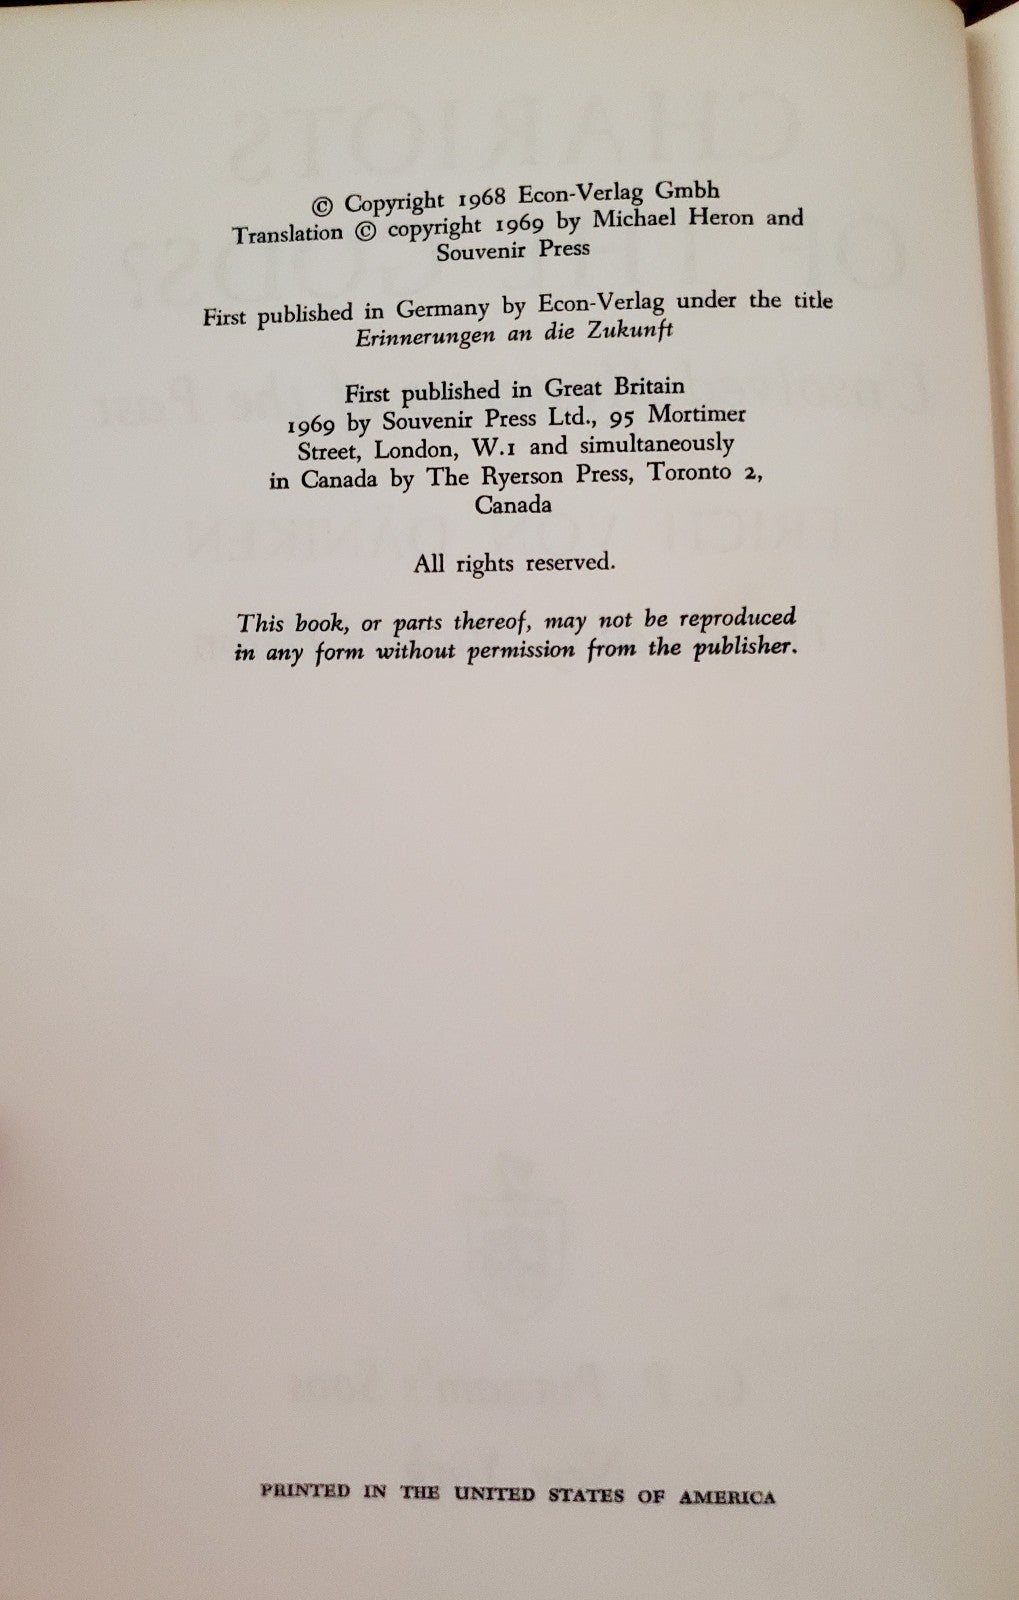 © Copyright 1968 Econ-Verlag Gmbh
Translation © copyright 1969 by Michael Heron and
Souvenir Press
First published in Germany by Econ-Verlag under the title
Erinnerungen an die Zukunft
First published in Great Britain
1969 by Souvenir Press Ltd., 95 Mortimer
Street, London, W.1 and simultaneously
in Canada by The Ryerson Press, Toronto 2,
Canada
All rights reserved.
This book, or parts thereof, may not be reproduced
in any form without permission from the publisher.
PRINTED IN THE UNITED STATES OF AMERICA